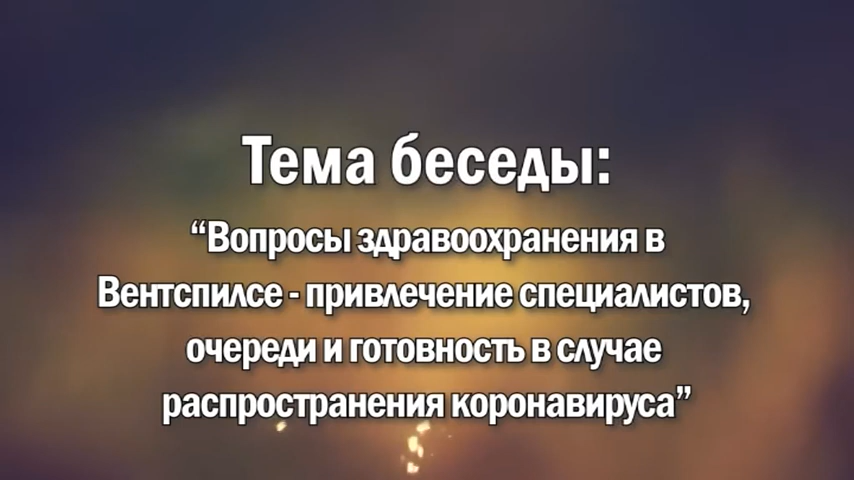 Тема беседы:
“Вопросы здравоохранения в
Вентспилсе - привлечение специалистов,
очереди и готовность в случае
распространения коронавируса”